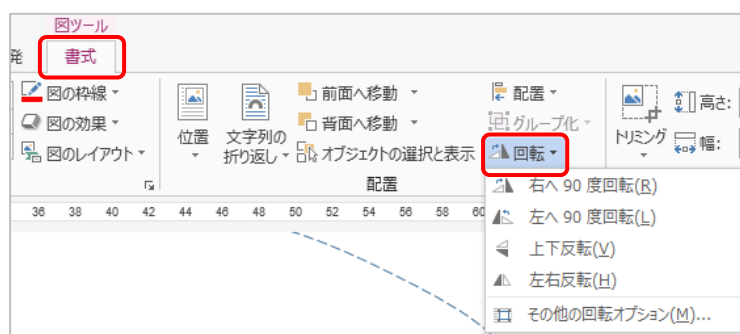 図ツール
発 書式
図の枠線
図の効果
図のレイアウト
位置
文字列の
折り返し
前面へ移動
背面へ移動
オブジェクトの選択と表示
配置
グループ化
回転
配置
トリミング
高さ:
幅:
36 38 40 42 44 46 48 50 52 54 56 58 60
右へ 90 度回転(R)
左へ 90 度回転(L)
上下反転(V)
左右反転(H)
その他の回転オプション(M)...